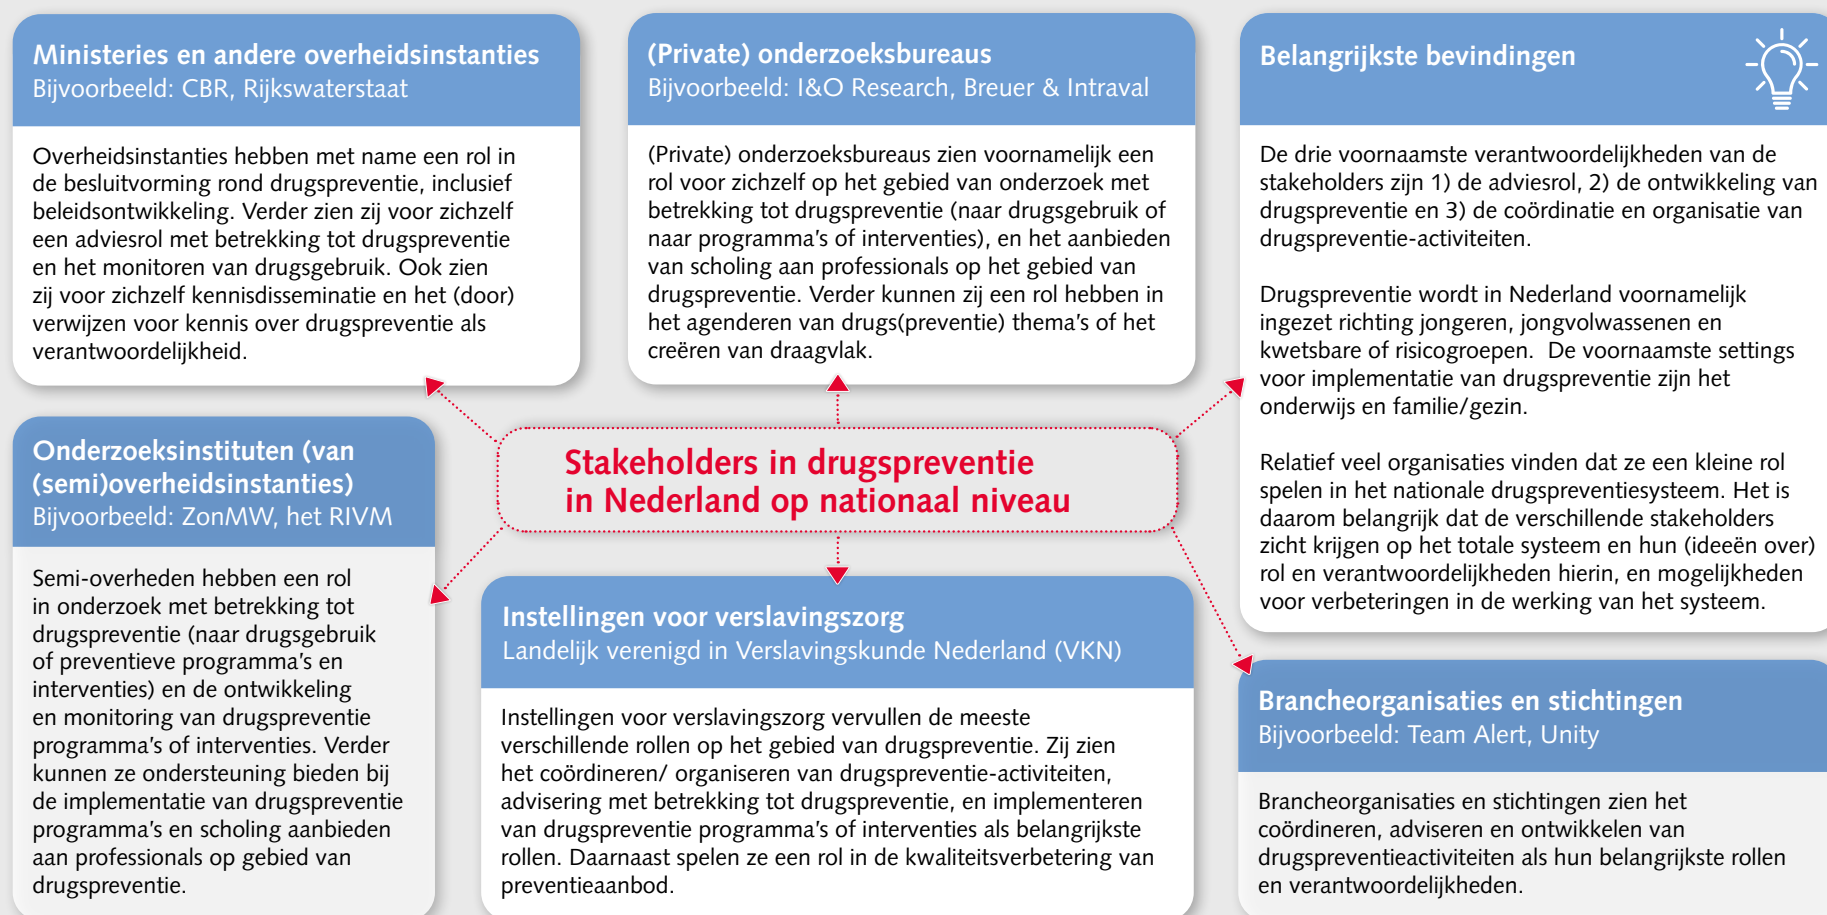 Ministeries en andere overheidsinstanties
Bijvoorbeeld: CBR, Rijkswaterstaat
Overheidsinstanties hebben met name een rol in
de besluitvorming rond drugspreventie, inclusief
beleidsontwikkeling. Verder zien zij voor zichzelf
een adviesrol met betrekking tot drugspreventie
en het monitoren van drugsgebruik. Ook zien
zij voor zichzelf kennisdisseminatie en het (door)
verwijzen voor kennis over drugspreventie als
verantwoordelijkheid.
(Private) onderzoeksbureaus
Bijvoorbeeld: I&O Research, Breuer & Intraval
(Private) onderzoeksbureaus zien voornamelijk een
rol voor zichzelf op het gebied van onderzoek met
betrekking tot drugspreventie (naar drugsgebruik of
naar programma's of interventies), en het aanbieden
van scholing aan professionals op het gebied van
drugspreventie. Verder kunnen zij een rol hebben in
het agenderen van drugs(preventie) thema's of het
creëren van draagvlak.
Belangrijkste bevindingen
De drie voornaamste verantwoordelijkheden van de
stakeholders zijn 1) de adviesrol, 2) de ontwikkeling van
drugspreventie en 3) de coördinatie en organisatie van
drugspreventie-activiteiten.
Drugspreventie wordt in Nederland voornamelijk
ingezet richting jongeren, jongvolwassenen en
kwetsbare of risicogroepen. De voornaamste settings
voor implementatie van drugspreventie zijn het
onderwijs en familie/gezin.
Relatief veel organisaties vinden dat ze een kleine rol
spelen in het nationale drugspreventiesysteem. Het is
daarom belangrijk dat de verschillende stakeholders
zicht krijgen op het totale systeem en hun (ideeën over)
rol en verantwoordelijkheden hierin, en mogelijkheden
voor verbeteringen in de werking van het systeem.
Stakeholders in drugspreventie
in Nederland op nationaal niveau
Onderzoeksinstituten (van
(semi)overheidsinstanties)
Bijvoorbeeld: ZonMW, het RIVM
Semi-overheden hebben een rol
in onderzoek met betrekking tot
drugspreventie (naar drugsgebruik
of preventieve programma's en
interventies) en de ontwikkeling
en monitoring van drugspreventie
programma's of interventies. Verder
kunnen ze ondersteuning bieden bij
de implementatie van drugspreventie
programma's en scholing aanbieden
aan professionals op gebied van
drugspreventie.
Instellingen voor verslavingszorg
Landelijk verenigd in Verslavingskunde Nederland (VKN)
Instellingen voor verslavingszorg vervullen de meeste
verschillende rollen op het gebied van drugspreventie. Zij zien
het coördineren/ organiseren van drugspreventie-activiteiten,
advisering met betrekking tot drugspreventie, en implementeren
van drugspreventie programma's of interventies als belangrijkste
rollen. Daarnaast spelen ze een rol in de kwaliteitsverbetering van
preventieaanbod.
Brancheorganisaties en stichtingen
Bijvoorbeeld: Team Alert, Unity
Brancheorganisaties en stichtingen zien het
coördineren, adviseren en ontwikkelen van
drugspreventieactiviteiten als hun belangrijkste rollen
en verantwoordelijkheden.